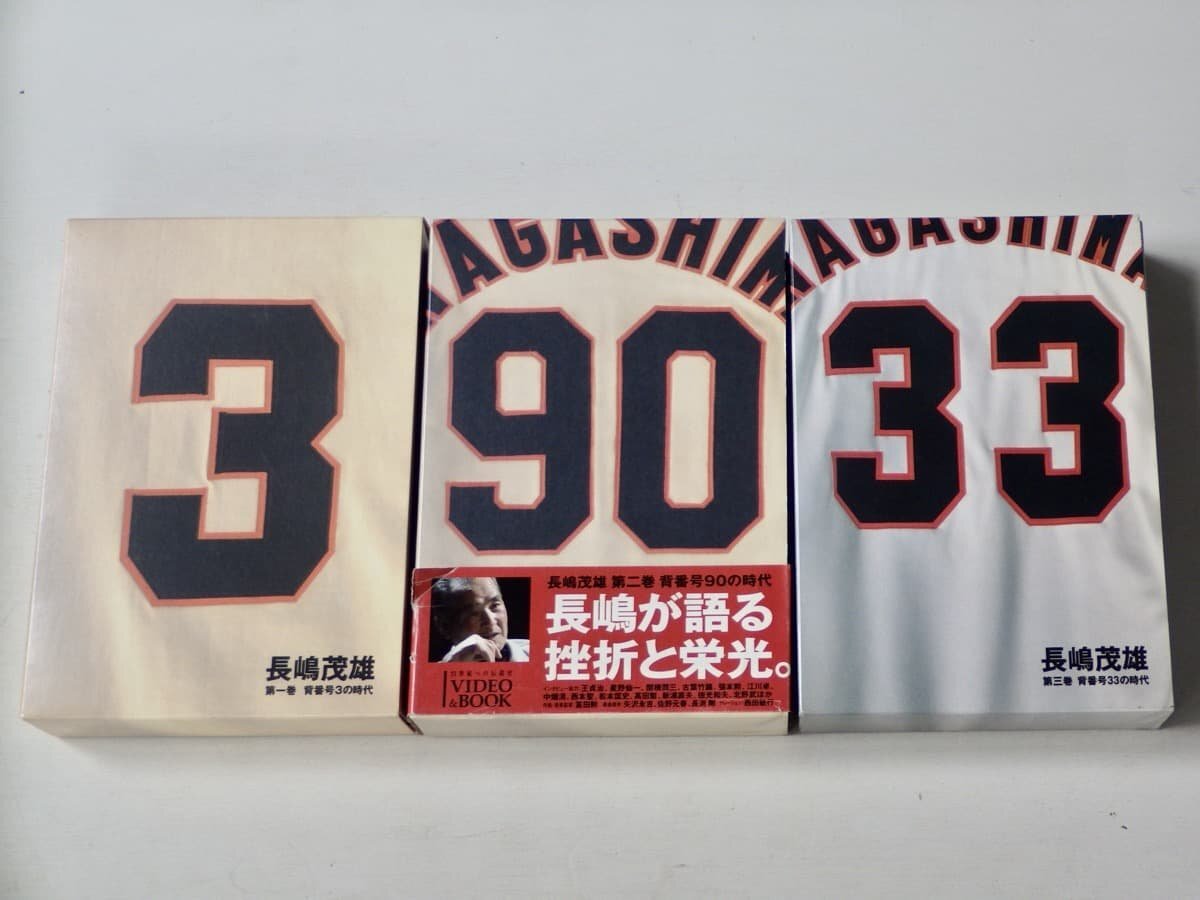 3
長嶋茂雄
第一巻 背番号3の時代
NAGASHIMA
90
長嶋茂雄 第二巻 背番号90の時代
長嶋が語る
挫折と栄光。
VIDEO
&BOOK
NAGASHIMA
33
長嶋茂雄
第三巻 背番号33の時代